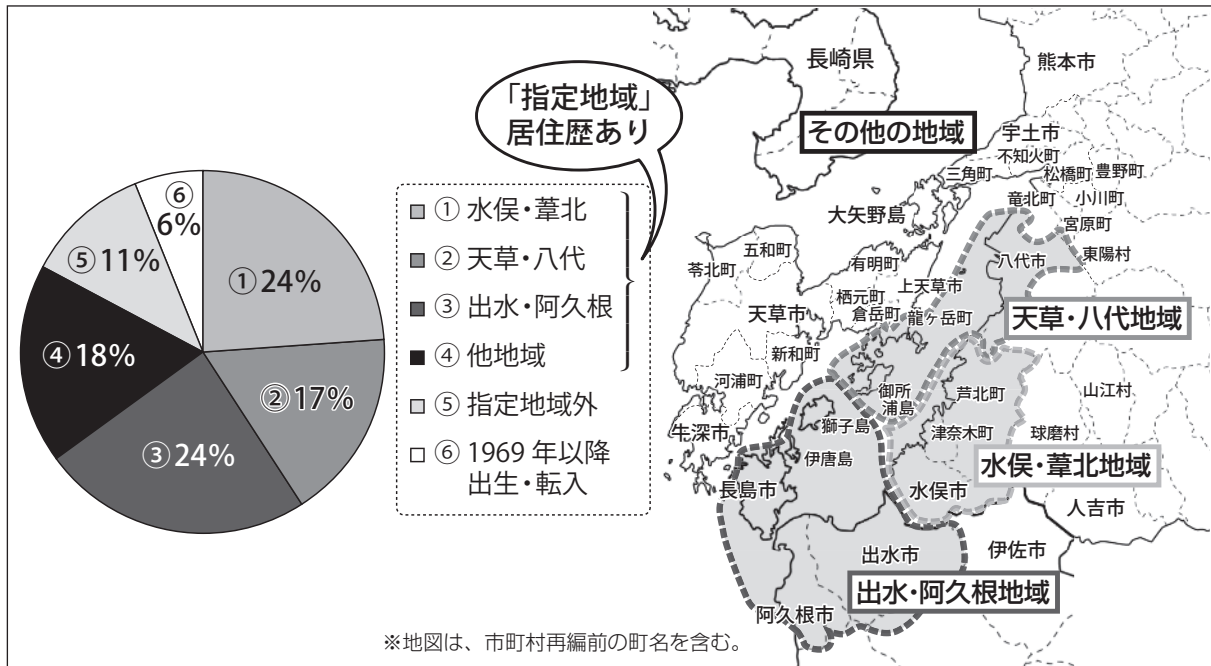 「指定地域」
居住歴あり
① 24%
② 17%
③ 24%
④ 18%
⑤ 11%
⑥
6%
① 水俣・葦北
② 天草・八代
③ 出水・阿久根
④ 他地域
⑤ 指定地域外
⑥ 1969 年以降
出生・転入
長崎県
熊本市
その他の地域
宇土市
不知火町
三角町
松橋町
豊野町
竜北町
小川町
大矢野島
宮原町
五和町
八代市
東陽村
苓北町
有明町
上天草市
栖元町
倉岳町
天草市
龍ヶ岳町
天草・八代地域
新和町
河浦町
御所
浦島
芦北町
山江村
獅子島
牛深市
津奈木町
球磨村
伊唐島
水俣・葦北地域
長島市
水俣市
人吉市
出水市
伊佐市
出水・阿久根地域
阿久根市
※地図は、市町村再編前の町名を含む。